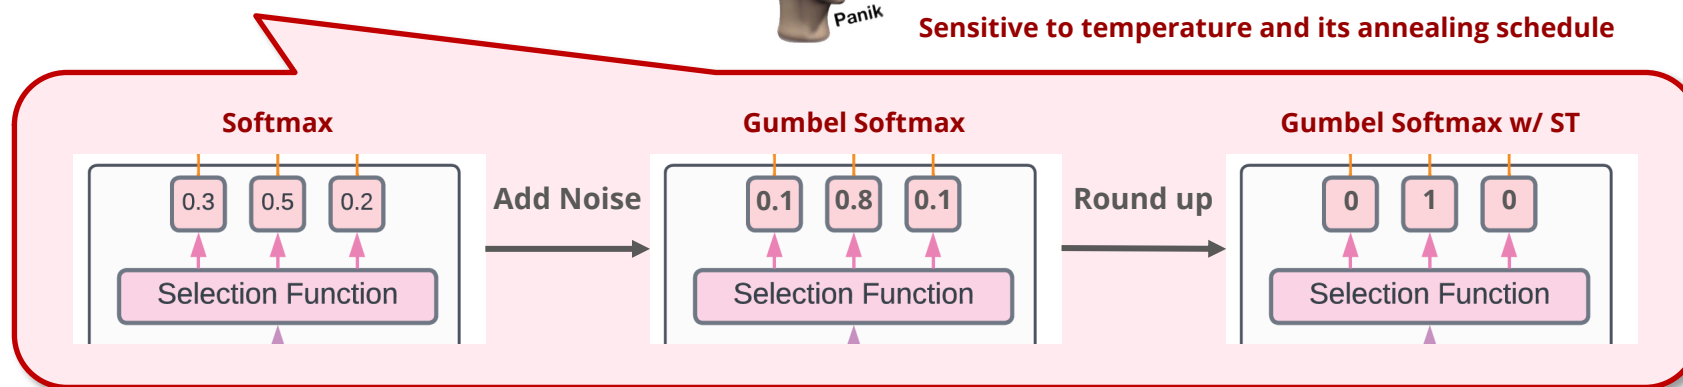 Panik
Sensitive to temperature and its annealing schedule
Softmax
Gumbel Softmax
Gumbel Softmax w/ ST
0.3 0.5 0.2
Add Noise
0.1 0.8 0.1
Round up
0 1 0
Selection Function
Selection Function
Selection Function